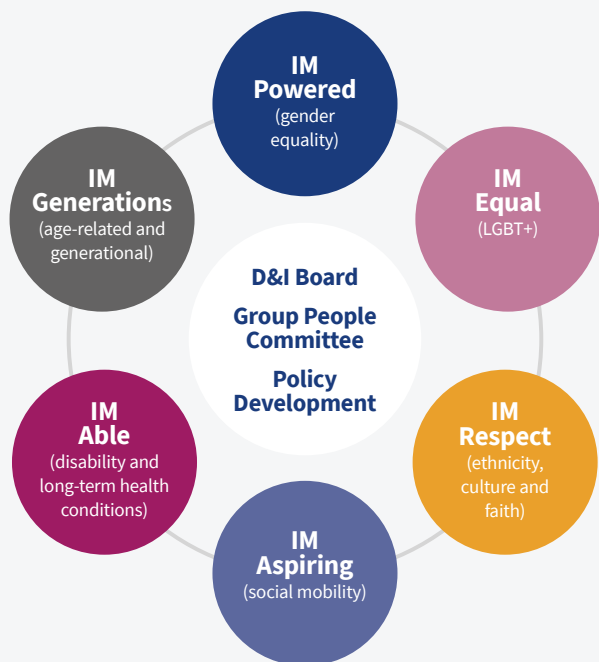 IM
Powered
(gender
equality)
IM
Generations
(age-related and
generational)
IM
Equal
(LGBT+)
D&I Board
Group People
Committee
Policy
Development
IM
Able
(disability and
long-term health
conditions)
IM
Respect
(ethnicity,
culture and
faith)
IM
Aspiring
(social mobility)